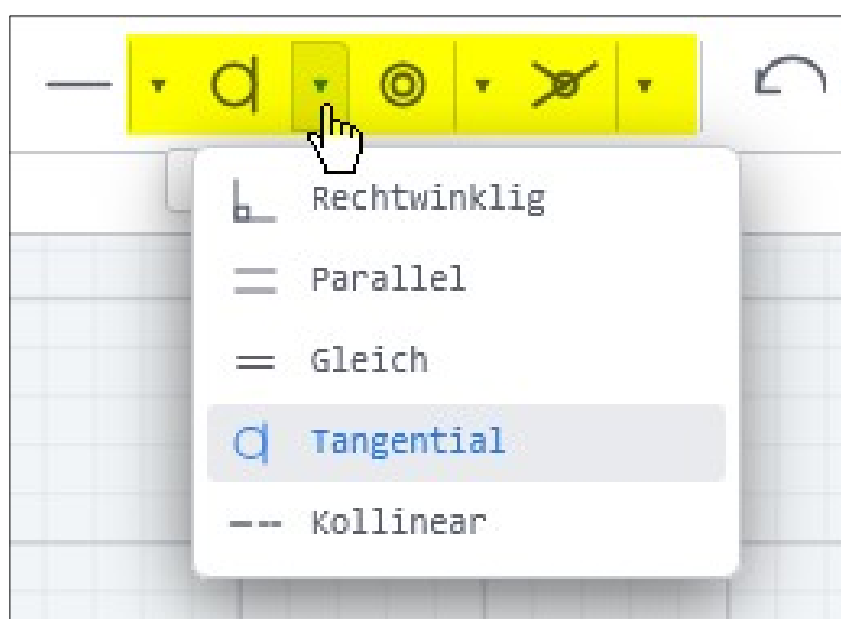 Rechtwinklig
Parallel
Gleich
Tangential
Kollinear